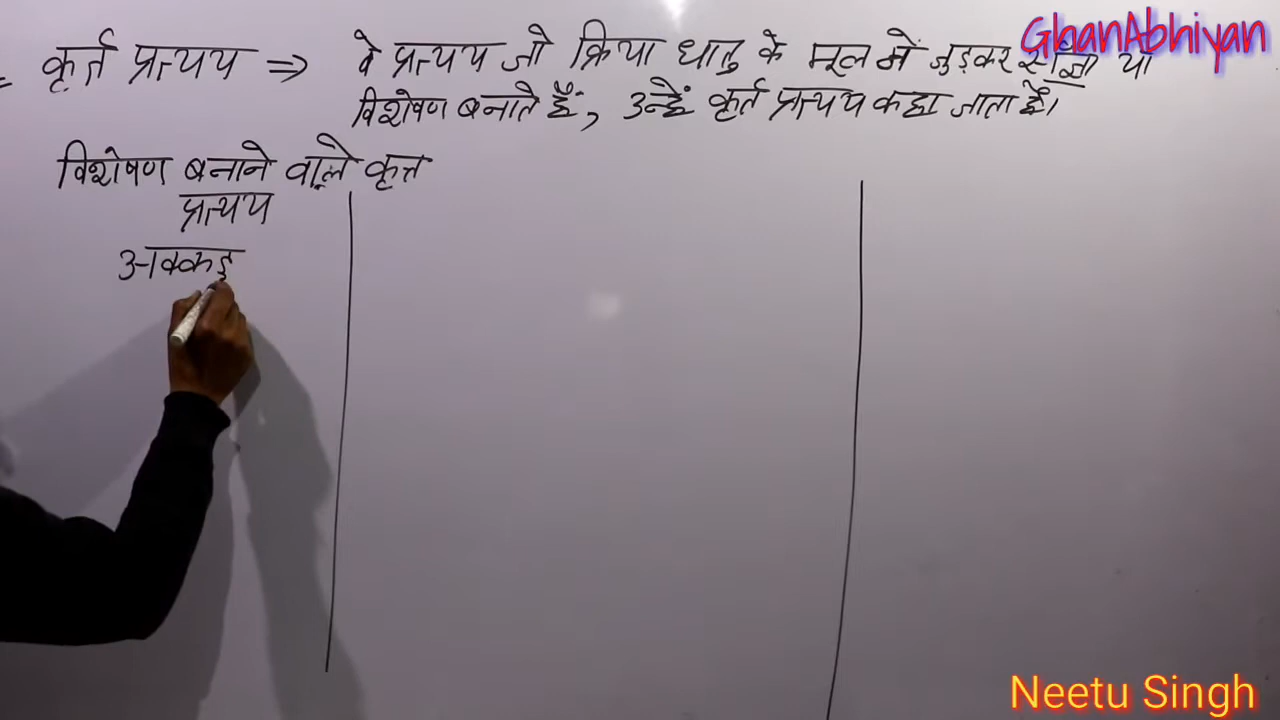 GhanAbhiyan
कृर्त प्रत्यय ⇒ वे प्रत्यय जो क्रिया धातु के मूल में जुड़कर संज्ञा या
विशेषण बनाते हैं, उन्हें कृर्त प्रत्यय कहा जाता हैं।
विशेषण बनाने वाले कृत्त
प्रत्यय
अक्कड़
Neetu Singh